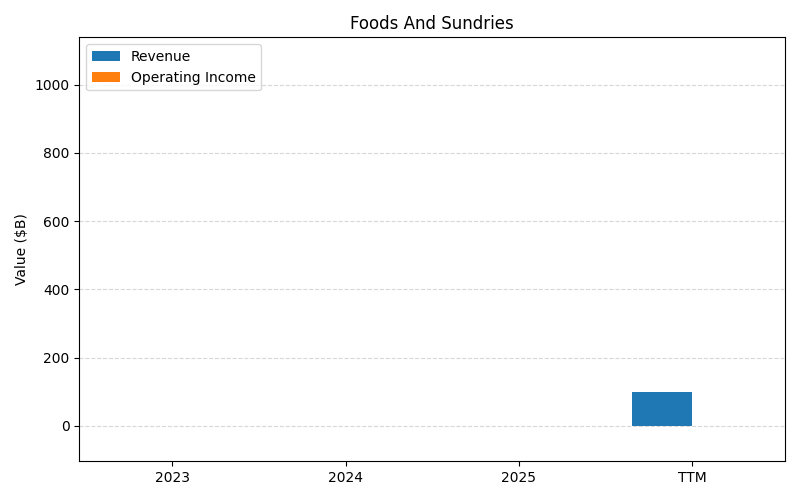 Foods And Sundries
Revenue
Operating Income
Value ($B)
1000
800
600
400
200
0
2023 2024 2025 TTM